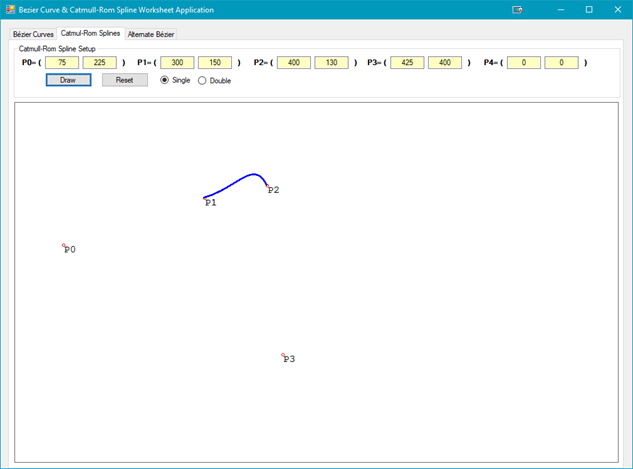 Bezier Curve & Catmull-Rom Spline Worksheet Application
Bézier Curves Catmul-Rom Splines Alternate Bézier
Catmull-Rom Spline Setup
P0= ( 75 225 ) P1= ( 300 150 ) P2= ( 400 130 ) P3= ( 425 400 ) P4= ( 0 0 )
Draw Reset Single Double
P2
P1
P0
P3